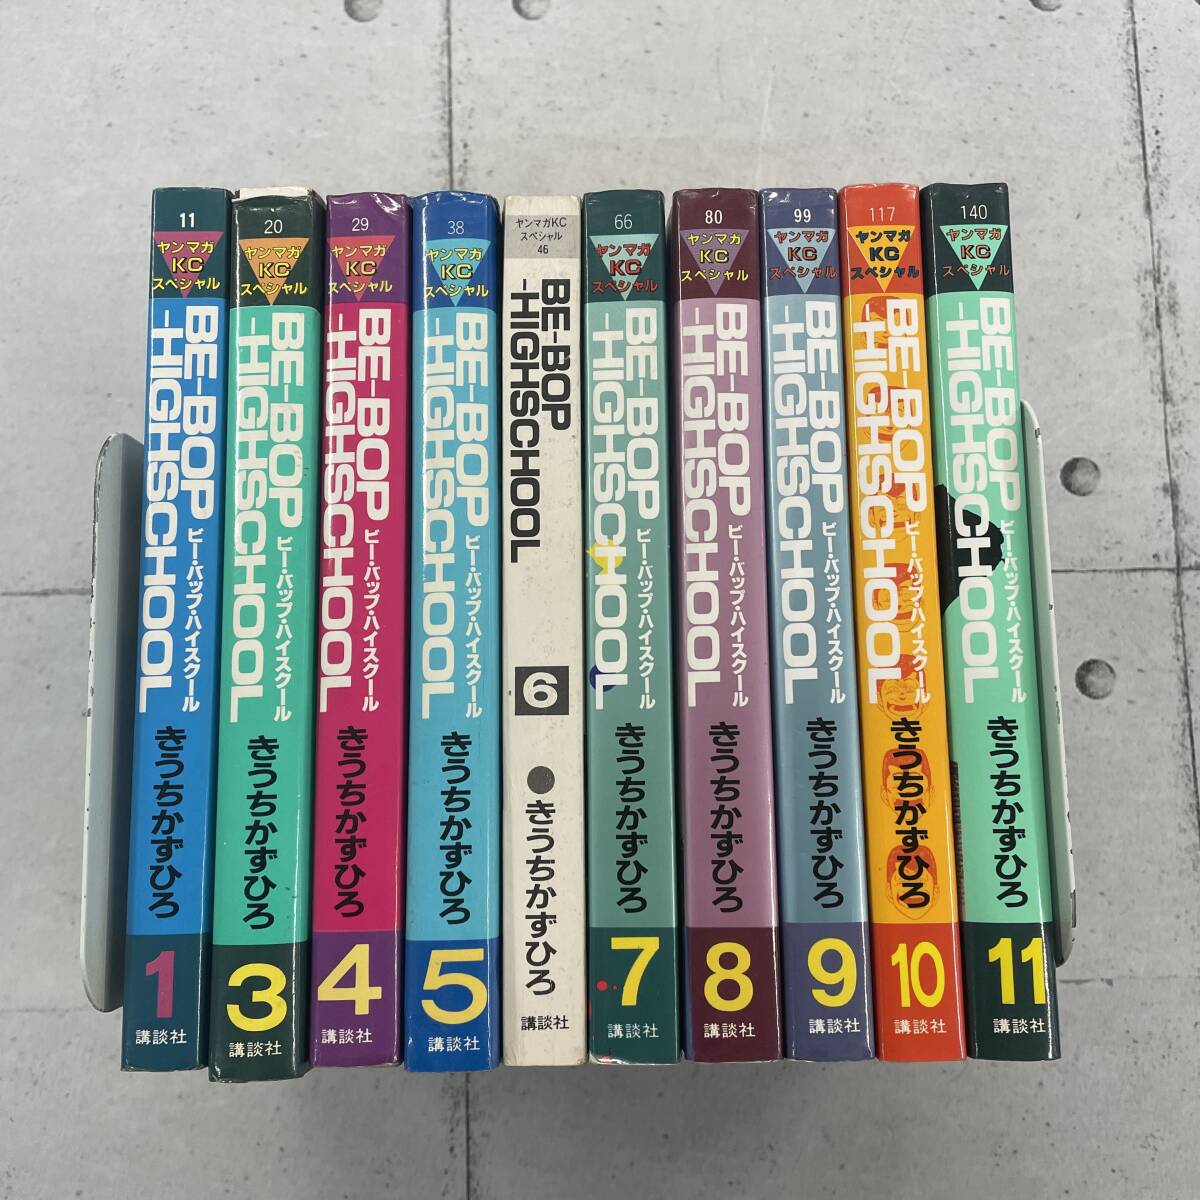 11
ヤンマガ
KC
スペシャル
BE-BOP
-HIGHSCHOOL
ビー・バップ・ハイスクール
きうちかずひろ
1
講談社
20
ヤンマガ
KC
スペシャル
BE-BOP
-HIGHSCHOOL
ビー・バップ・ハイスクール
きうちかずひろ
3
講談社
29
ヤンマガ
KC
スペシャル
BE-BOP
-HIGHSCHOOL
ビー・バップ・ハイスクール
きうちかずひろ
4
講談社
38
ヤンマガ
KC
スペシャル
BE-BOP
-HIGHSCHOOL
ビー・バップ・ハイスクール
きうちかずひろ
5
講談社
ヤンマガKC
スペシャル
46
BE-BOP
-HIGHSCHOOL
6
●きうちかずひろ
講談社
66
ヤンマガ
KC
スペシャル
BE-BOP
-HIGHSCHOOL
ビー・バップ・ハイスクール
きうちかずひろ
7
講談社
80
ヤンマガ
KC
スペシャル
BE-BOP
-HIGHSCHOOL
ビー・バップ・ハイスクール
きうちかずひろ
8
講談社
99
ヤンマガ
KC
スペシャル
BE-BOP
-HIGHSCHOOL
ビー・バップ・ハイスクール
きうちかずひろ
9
講談社
117
ヤンマガ
KC
スペシャル
BE-BOP
-HIGHSCHOOL
ビー・バップ・ハイスクール
きうちかずひろ
10
講談社
140
ヤンマガ
KC
スペシャル
BE-BOP
-HIGHSCHOOL
ビー・バップ・ハイスクール
きうちかずひろ
11
講談社